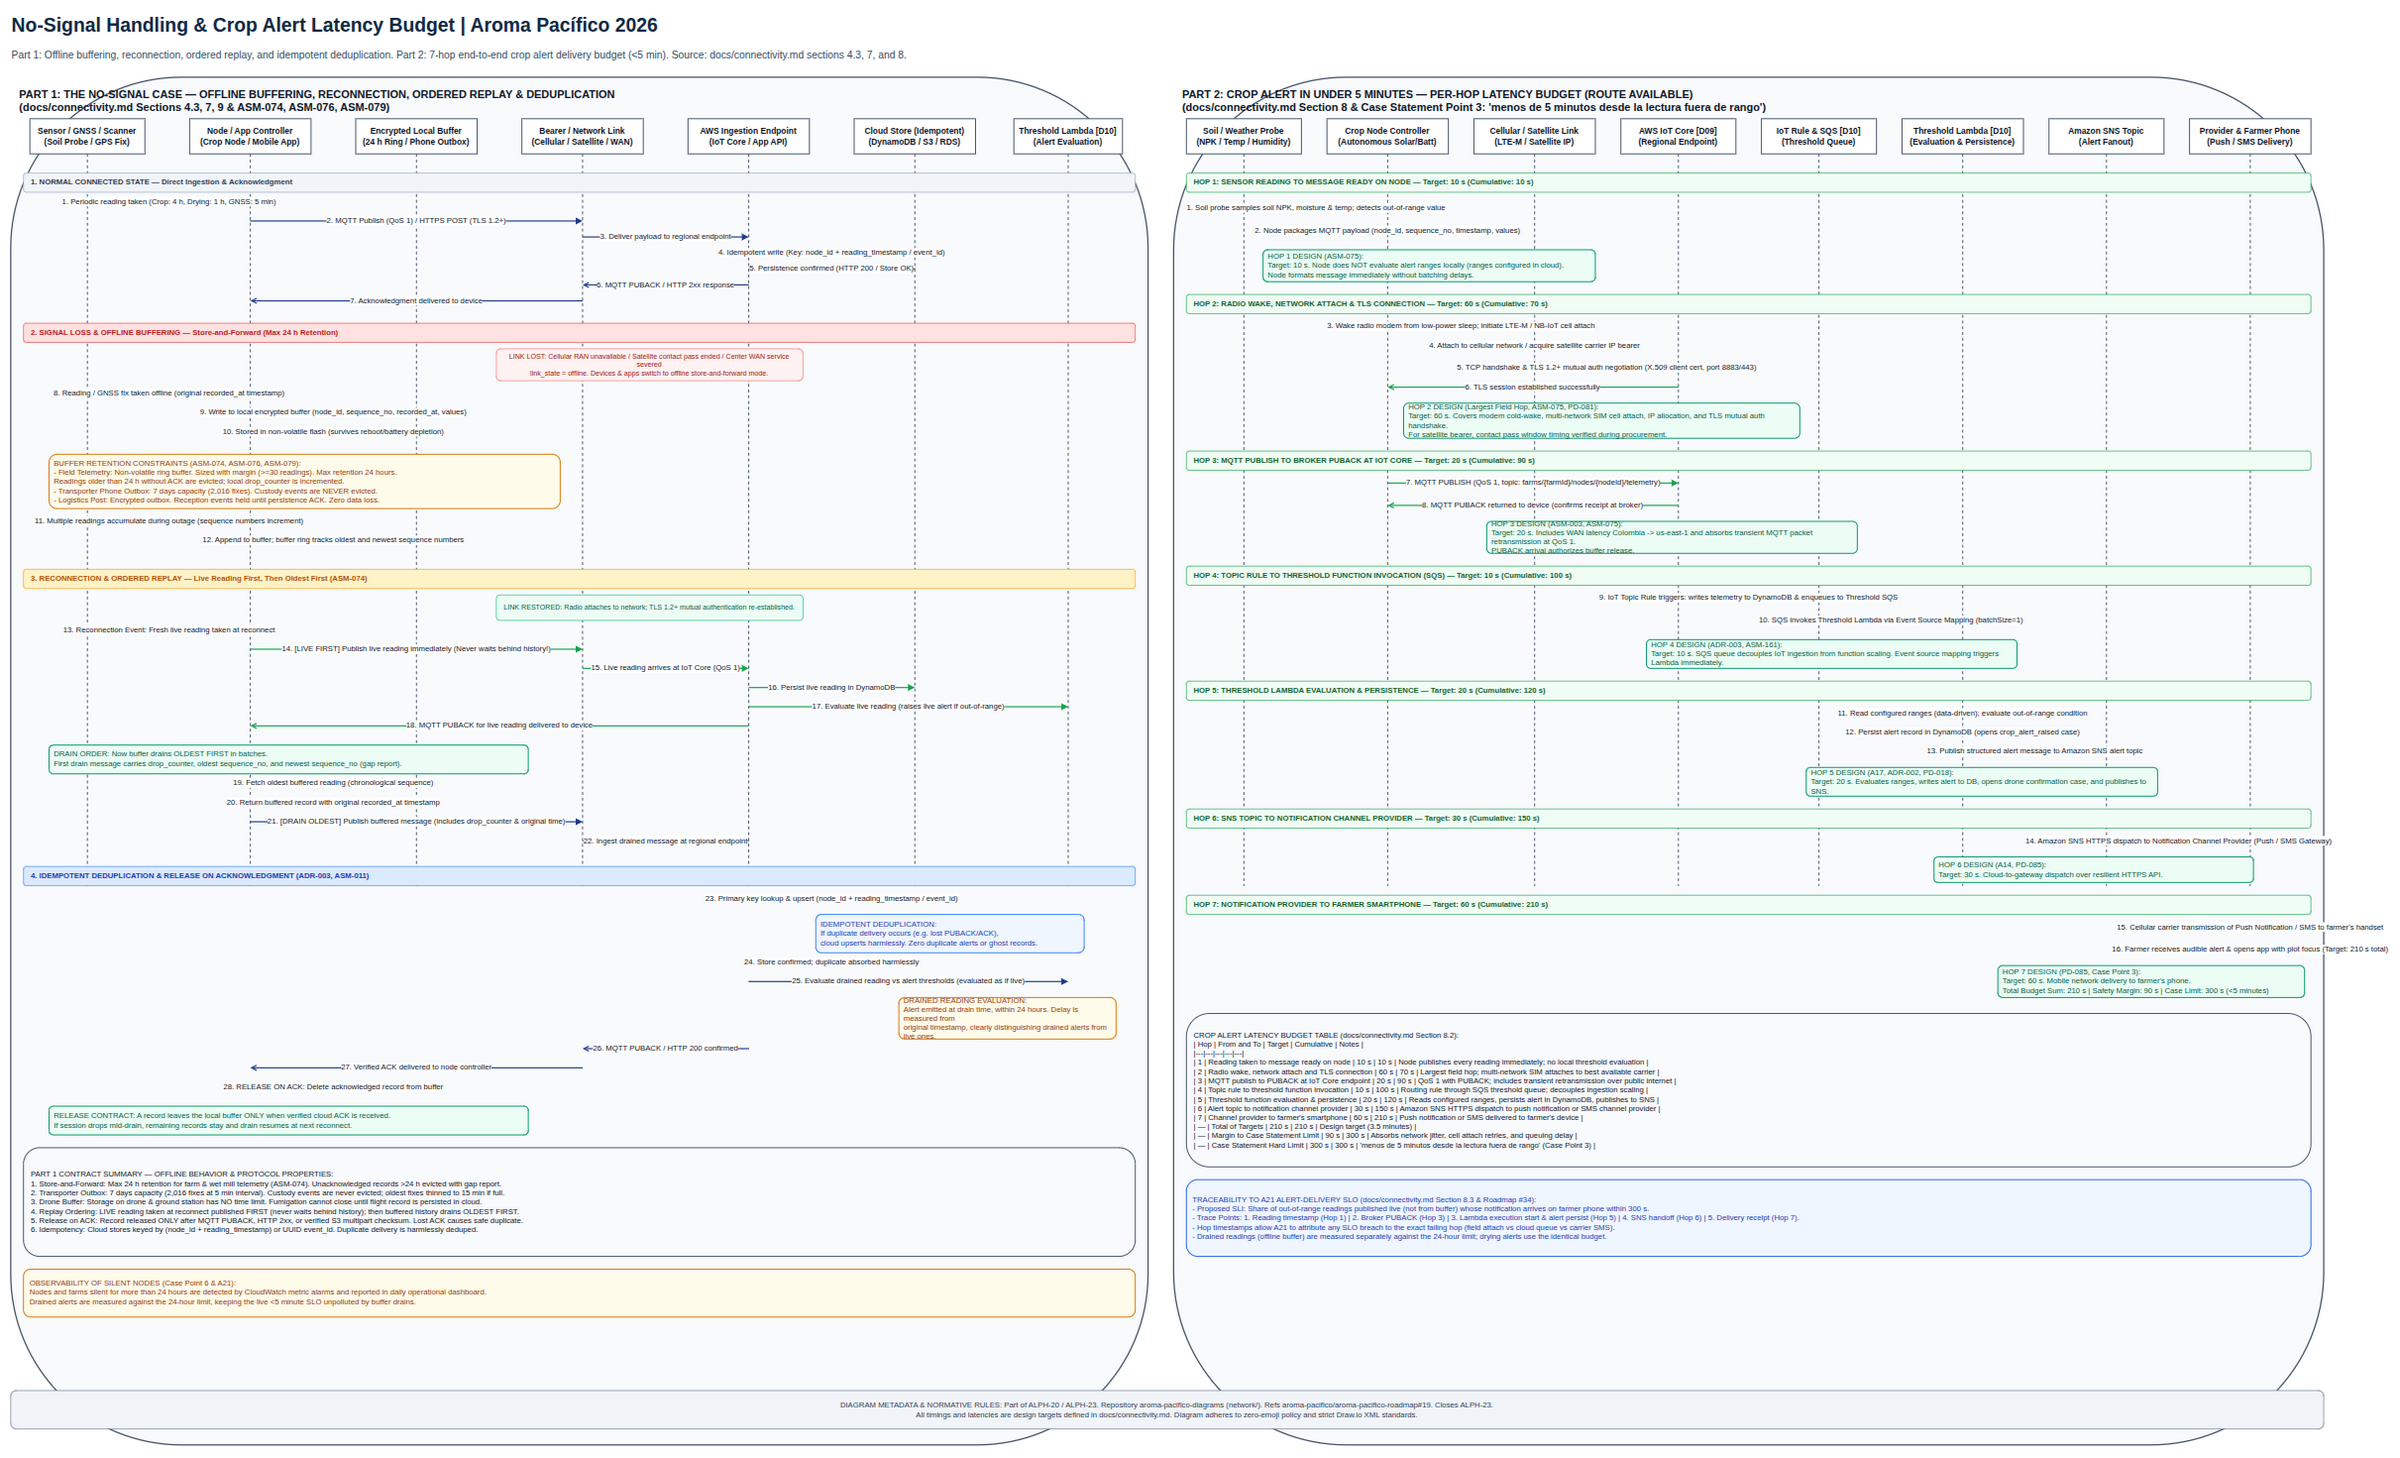 No-Signal Handling & Crop Alert Latency Budget | Aroma Pacífico 2026
Part 1: Offline buffering, reconnection, ordered replay, and idempotent deduplication. Part 2: 7-hop end-to-end crop alert delivery budget (<5 min). Source: docs/connectivity.md sections 4.3, 7, and 8.
PART 1: THE NO-SIGNAL CASE — OFFLINE BUFFERING, RECONNECTION, ORDERED REPLAY & DEDUPLICATION
(docs/connectivity.md Sections 4.3, 7, 9 & ASM-074, ASM-076, ASM-079)
Sensor / GNSS / Scanner
(Soil Probe / GPS Fix)
Node / App Controller
(Crop Node / Mobile App)
Encrypted Local Buffer
(24 h Ring / Phone Outbox)
Bearer / Network Link
(Cellular / Satellite / WAN)
AWS Ingestion Endpoint
(IoT Core / App API)
Cloud Store (Idempotent)
(DynamoDB / S3 / RDS)
Threshold Lambda [D10]
(Alert Evaluation)
1. NORMAL CONNECTED STATE — Direct Ingestion & Acknowledgment
1. Periodic reading taken (Crop: 4 h, Drying: 1 h, GNSS: 5 min)
2. MQTT Publish (QoS 1) / HTTPS POST (TLS 1.2+)
3. Deliver payload to regional endpoint
4. Idempotent write (Key: node_id + reading_timestamp / event_id)
5. Persistence confirmed (HTTP 200 / Store OK)
6. MQTT PUBACK / HTTP 2xx response
7. Acknowledgment delivered to device
2. SIGNAL LOSS & OFFLINE BUFFERING — Store-and-Forward (Max 24 h Retention)
LINK LOST: Cellular RAN unavailable / Satellite contact pass ended / Center WAN service
severed
link_state = offline. Devices & apps switch to offline store-and-forward mode.
8. Reading / GNSS fix taken offline (original recorded_at timestamp)
9. Write to local encrypted buffer (node_id, sequence_no, recorded_at, values)
10. Stored in non-volatile flash (survives reboot/battery depletion)
BUFFER RETENTION CONSTRAINTS (ASM-074, ASM-076, ASM-079):
- Field Telemetry: Non-volatile ring buffer. Sized with margin (>=30 readings). Max retention 24 hours.
Readings older than 24 h without ACK are evicted; local drop_counter is incremented.
- Transporter Phone Outbox: 7 days capacity (2,016 fixes). Custody events are NEVER evicted.
- Logistics Post: Encrypted outbox. Reception events held until persistence ACK. Zero data loss.
11. Multiple readings accumulate during outage (sequence numbers increment)
12. Append to buffer; buffer ring tracks oldest and newest sequence numbers
3. RECONNECTION & ORDERED REPLAY — Live Reading First, Then Oldest First (ASM-074)
LINK RESTORED: Radio attaches to network; TLS 1.2+ mutual authentication re-established.
13. Reconnection Event: Fresh live reading taken at reconnect
14. [LIVE FIRST] Publish live reading immediately (Never waits behind history!)
15. Live reading arrives at IoT Core (QoS 1)
16. Persist live reading in DynamoDB
17. Evaluate live reading (raises live alert if out-of-range)
18. MQTT PUBACK for live reading delivered to device
DRAIN ORDER: Now buffer drains OLDEST FIRST in batches.
First drain message carries drop_counter, oldest sequence_no, and newest sequence_no (gap report).
19. Fetch oldest buffered reading (chronological sequence)
20. Return buffered record with original recorded_at timestamp
21. [DRAIN OLDEST] Publish buffered message (includes drop_counter & original time)
22. Ingest drained message at regional endpoint
4. IDEMPOTENT DEDUPLICATION & RELEASE ON ACKNOWLEDGMENT (ADR-003, ASM-011)
23. Primary key lookup & upsert (node_id + reading_timestamp / event_id)
IDEMPOTENT DEDUPLICATION:
If duplicate delivery occurs (e.g. lost PUBACK/ACK),
cloud upserts harmlessly. Zero duplicate alerts or ghost records.
24. Store confirmed; duplicate absorbed harmlessly
25. Evaluate drained reading vs alert thresholds (evaluated as if live)
DRAINED READING EVALUATION:
Alert emitted at drain time, within 24 hours. Delay is
measured from
original timestamp, clearly distinguishing drained alerts from
live ones.
26. MQTT PUBACK / HTTP 200 confirmed
27. Verified ACK delivered to node controller
28. RELEASE ON ACK: Delete acknowledged record from buffer
RELEASE CONTRACT: A record leaves the local buffer ONLY when verified cloud ACK is received.
If session drops mid-drain, remaining records stay and drain resumes at next reconnect.
PART 1 CONTRACT SUMMARY — OFFLINE BEHAVIOR & PROTOCOL PROPERTIES:
1. Store-and-Forward: Max 24 h retention for farm & wet mill telemetry (ASM-074). Unacknowledged records >24 h evicted with gap report.
2. Transporter Outbox: 7 days capacity (2,016 fixes at 5 min interval). Custody events are never evicted; oldest fixes thinned to 15 min if full.
3. Drone Buffer: Storage on drone & ground station has NO time limit. Fumigation cannot close until flight record is persisted in cloud.
4. Replay Ordering: LIVE reading taken at reconnect published FIRST (never waits behind history); then buffered history drains OLDEST FIRST.
5. Release on ACK: Record released ONLY after MQTT PUBACK, HTTP 2xx, or verified S3 multipart checksum. Lost ACK causes safe duplicate.
6. Idempotency: Cloud stores keyed by (node_id + reading_timestamp) or UUID event_id. Duplicate delivery is harmlessly deduped.
OBSERVABILITY OF SILENT NODES (Case Point 6 & A21):
Nodes and farms silent for more than 24 hours are detected by CloudWatch metric alarms and reported in daily operational dashboard.
Drained alerts are measured against the 24-hour limit, keeping the live <5 minute SLO unpolluted by buffer drains.
PART 2: CROP ALERT IN UNDER 5 MINUTES — PER-HOP LATENCY BUDGET (ROUTE AVAILABLE)
(docs/connectivity.md Section 8 & Case Statement Point 3: 'menos de 5 minutos desde la lectura fuera de rango')
Soil / Weather Probe
(NPK / Temp / Humidity)
Crop Node Controller
(Autonomous Solar/Batt)
Cellular / Satellite Link
(LTE-M / Satellite IP)
AWS IoT Core [D09]
(Regional Endpoint)
IoT Rule & SQS [D10]
(Threshold Queue)
Threshold Lambda [D10]
(Evaluation & Persistence)
Amazon SNS Topic
(Alert Fanout)
Provider & Farmer Phone
(Push / SMS Delivery)
HOP 1: SENSOR READING TO MESSAGE READY ON NODE — Target: 10 s (Cumulative: 10 s)
1. Soil probe samples soil NPK, moisture & temp; detects out-of-range value
2. Node packages MQTT payload (node_id, sequence_no, timestamp, values)
HOP 1 DESIGN (ASM-075):
Target: 10 s. Node does NOT evaluate alert ranges locally (ranges configured in cloud).
Node formats message immediately without batching delays.
HOP 2: RADIO WAKE, NETWORK ATTACH & TLS CONNECTION — Target: 60 s (Cumulative: 70 s)
3. Wake radio modem from low-power sleep; initiate LTE-M / NB-IoT cell attach
4. Attach to cellular network / acquire satellite carrier IP bearer
5. TCP handshake & TLS 1.2+ mutual auth negotiation (X.509 client cert, port 8883/443)
6. TLS session established successfully
HOP 2 DESIGN (Largest Field Hop, ASM-075, PD-081):
Target: 60 s. Covers modem cold-wake, multi-network SIM cell attach, IP allocation, and TLS mutual auth
handshake.
For satellite bearer, contact pass window timing verified during procurement.
HOP 3: MQTT PUBLISH TO BROKER PUBACK AT IOT CORE — Target: 20 s (Cumulative: 90 s)
7. MQTT PUBLISH (QoS 1, topic: farms/{farmId}/nodes/{nodeId}/telemetry)
8. MQTT PUBACK returned to device (confirms receipt at broker)
HOP 3 DESIGN (ASM-003, ASM-075):
Target: 20 s. Includes WAN latency Colombia -> us-east-1 and absorbs transient MQTT packet
retransmission at QoS 1.
PUBACK arrival authorizes buffer release.
HOP 4: TOPIC RULE TO THRESHOLD FUNCTION INVOCATION (SQS) — Target: 10 s (Cumulative: 100 s)
9. IoT Topic Rule triggers: writes telemetry to DynamoDB & enqueues to Threshold SQS
10. SQS invokes Threshold Lambda via Event Source Mapping (batchSize=1)
HOP 4 DESIGN (ADR-003, ASM-161):
Target: 10 s. SQS queue decouples IoT ingestion from function scaling. Event source mapping triggers
Lambda immediately.
HOP 5: THRESHOLD LAMBDA EVALUATION & PERSISTENCE — Target: 20 s (Cumulative: 120 s)
11. Read configured ranges (data-driven); evaluate out-of-range condition
12. Persist alert record in DynamoDB (opens crop_alert_raised case)
13. Publish structured alert message to Amazon SNS alert topic
HOP 5 DESIGN (A17, ADR-002, PD-018):
Target: 20 s. Evaluates ranges, writes alert to DB, opens drone confirmation case, and publishes to
SNS.
HOP 6: SNS TOPIC TO NOTIFICATION CHANNEL PROVIDER — Target: 30 s (Cumulative: 150 s)
14. Amazon SNS HTTPS dispatch to Notification Channel Provider (Push / SMS Gateway)
HOP 6 DESIGN (A14, PD-085):
Target: 30 s. Cloud-to-gateway dispatch over resilient HTTPS API.
HOP 7: NOTIFICATION PROVIDER TO FARMER SMARTPHONE — Target: 60 s (Cumulative: 210 s)
15. Cellular carrier transmission of Push Notification / SMS to farmer's handset
16. Farmer receives audible alert & opens app with plot focus (Target: 210 s total)
HOP 7 DESIGN (PD-085, Case Point 3):
Target: 60 s. Mobile network delivery to farmer's phone.
Total Budget Sum: 210 s | Safety Margin: 90 s | Case Limit: 300 s (<5 minutes)
CROP ALERT LATENCY BUDGET TABLE (docs/connectivity.md Section 8.2):
| Hop | From and To | Target | Cumulative | Notes |
|---|---|---|---|---|
| 1 | Reading taken to message ready on node | 10 s | 10 s | Node publishes every reading immediately; no local threshold evaluation |
| 2 | Radio wake, network attach and TLS connection | 60 s | 70 s | Largest field hop; multi-network SIM attaches to best available carrier |
| 3 | MQTT publish to PUBACK at IoT Core endpoint | 20 s | 90 s | QoS 1 with PUBACK; includes transient retransmission over public internet |
| 4 | Topic rule to threshold function invocation | 10 s | 100 s | Routing rule through SQS threshold queue; decouples ingestion scaling |
| 5 | Threshold function evaluation & persistence | 20 s | 120 s | Reads configured ranges, persists alert in DynamoDB, publishes to SNS |
| 6 | Alert topic to notification channel provider | 30 s | 150 s | Amazon SNS HTTPS dispatch to push notification or SMS channel provider |
| 7 | Channel provider to farmer's smartphone | 60 s | 210 s | Push notification or SMS delivered to farmer's device |
| — | Total of Targets | 210 s | 210 s | Design target (3.5 minutes) |
| — | Margin to Case Statement Limit | 90 s | 300 s | Absorbs network jitter, cell attach retries, and queuing delay |
| — | Case Statement Hard Limit | 300 s | 300 s | 'menos de 5 minutos desde la lectura fuera de rango' (Case Point 3) |
TRACEABILITY TO A21 ALERT-DELIVERY SLO (docs/connectivity.md Section 8.3 & Roadmap #34):
- Proposed SLI: Share of out-of-range readings published live (not from buffer) whose notification arrives on farmer phone within 300 s.
- Trace Points: 1. Reading timestamp (Hop 1) | 2. Broker PUBACK (Hop 3) | 3. Lambda execution start & alert persist (Hop 5) | 4. SNS handoff (Hop 6) | 5. Delivery receipt (Hop 7).
- Hop timestamps allow A21 to attribute any SLO breach to the exact failing hop (field attach vs cloud queue vs carrier SMS).
- Drained readings (offline buffer) are measured separately against the 24-hour limit; drying alerts use the identical budget.
DIAGRAM METADATA & NORMATIVE RULES: Part of ALPH-20 / ALPH-23. Repository aroma-pacifico-diagrams (network/). Refs aroma-pacifico/aroma-pacifico-roadmap#19. Closes ALPH-23.
All timings and latencies are design targets defined in docs/connectivity.md. Diagram adheres to zero-emoji policy and strict Draw.io XML standards.